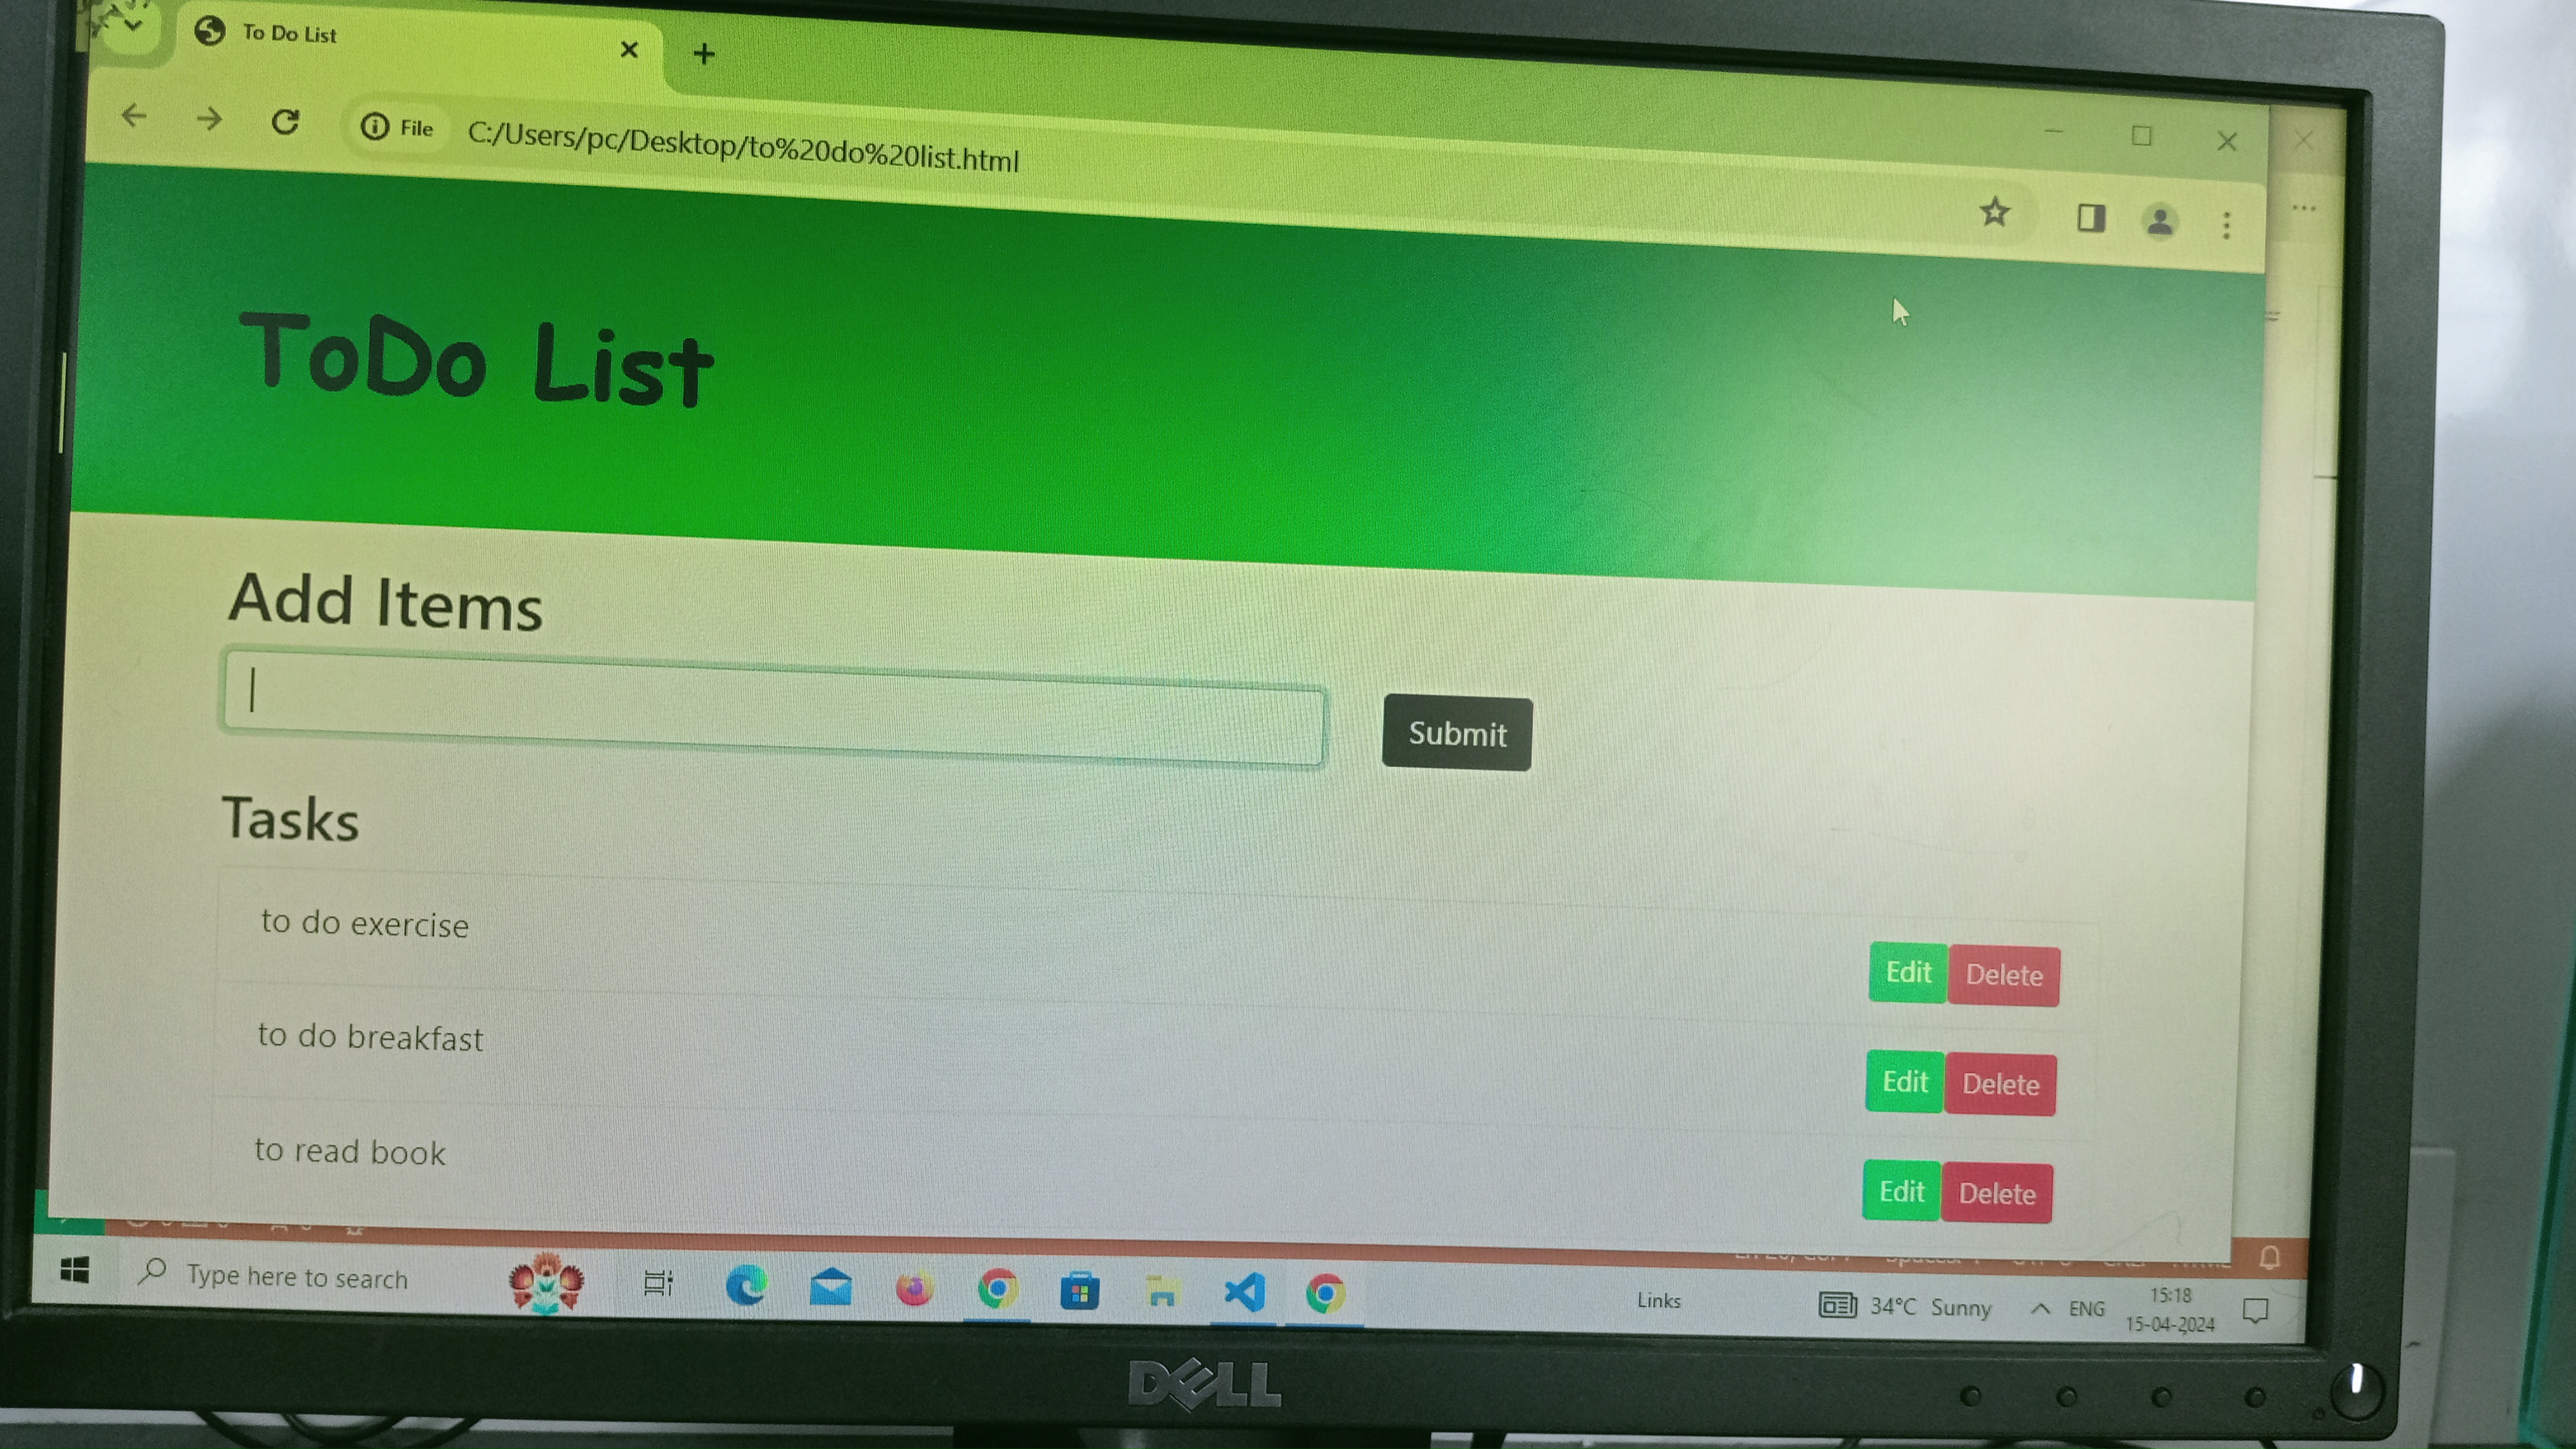 To Do List
File C:/Users/pc/Desktop/to%20do%20list.html
ToDo List
Add Items
Submit
Tasks
to do exercise
Edit Delete
to do breakfast
Edit Delete
to read book
Edit Delete
Type here to search
Links
34°C Sunny
ENG
15:18
15-04-2024
DELL